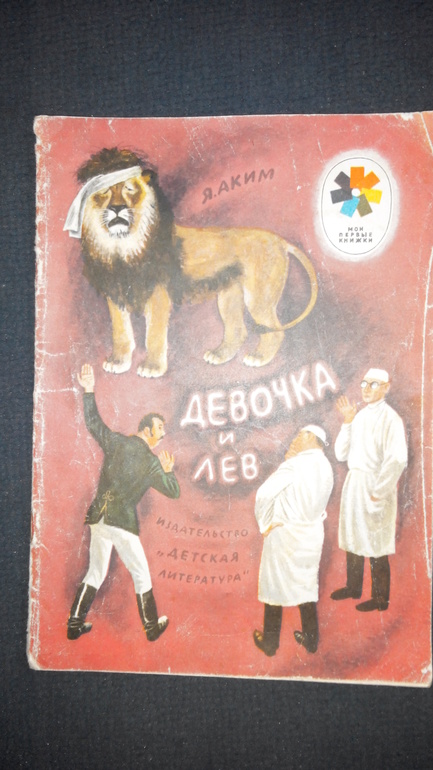 Я. АКИМ
МОИ
ПЕРВЫЕ
КНИЖКИ
ДЕВОЧКА
И
ЛЕВ
ИЗДАТЕЛЬСТВО
„ДЕТСКАЯ
ЛИТЕРАТУРА"